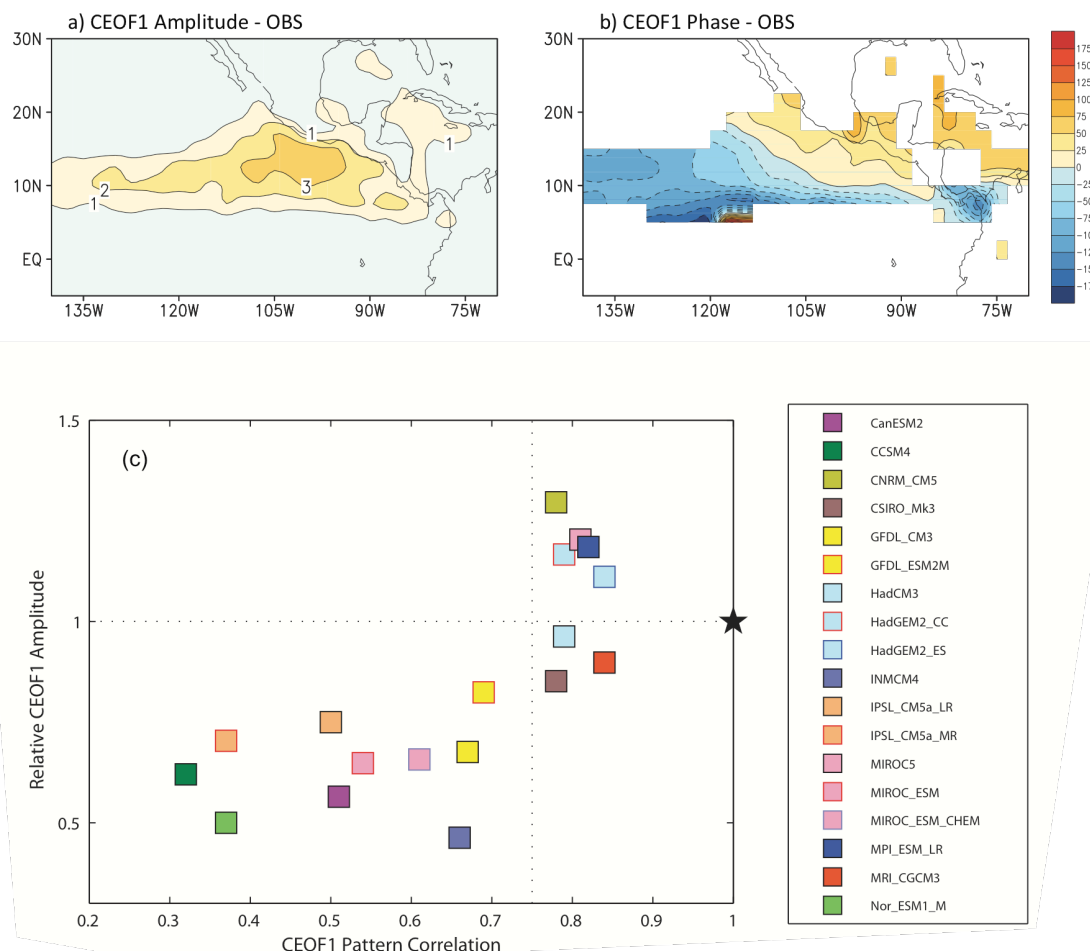 a) CEOF1 Amplitude - OBS
30N
20N
10N
EQ
135W 120W 105W 90W 75W
1
1
2
1
3
b) CEOF1 Phase - OBS
30N
20N
10N
EQ
135W 120W 105W 90W 75W
175
150
125
100
75
50
25
0
-25
-50
-75
(c)
1.5
1
0.5
0.2 0.3 0.4 0.5 0.6 0.7 0.8 0.9 1
Relative CEOF1 Amplitude
CEOF1 Pattern Correlation
CanESM2
CCSM4
CNRM_CM5
CSIRO_Mk3
GFDL_CM3
GFDL_ESM2M
HadCM3
HadGEM2_CC
HadGEM2_ES
INMCM4
IPSL_CM5a_LR
IPSL_CM5a_MR
MIROC5
MIROC_ESM
MIROC_ESM_CHEM
MPI_ESM_LR
MRI_CGCM3
Nor_ESM1_M